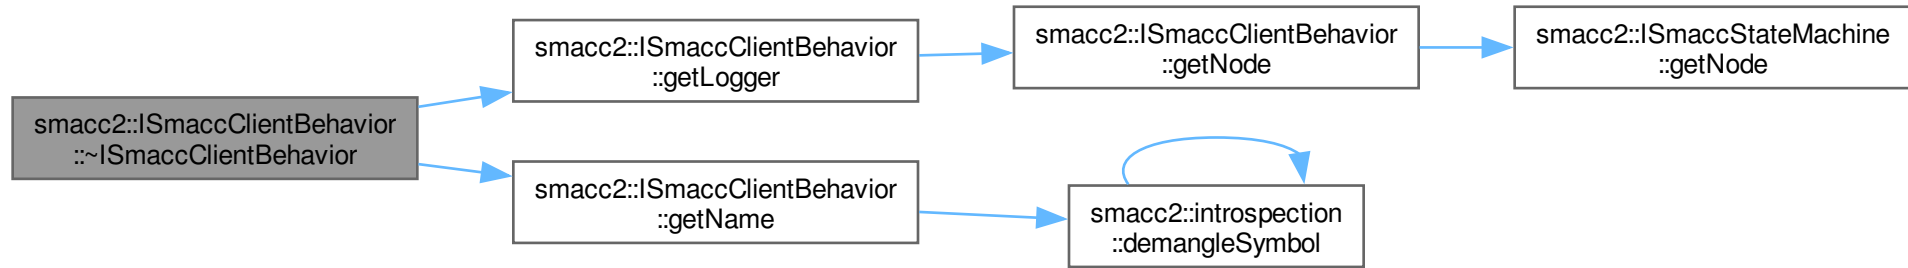 smacc2::ISmaccClientBehavior
::~ISmaccClientBehavior
smacc2::ISmaccClientBehavior
::getLogger
smacc2::ISmaccClientBehavior
::getNode
smacc2::ISmaccStateMachine
::getNode
smacc2::ISmaccClientBehavior
::getName
smacc2::introspection
::demangleSymbol